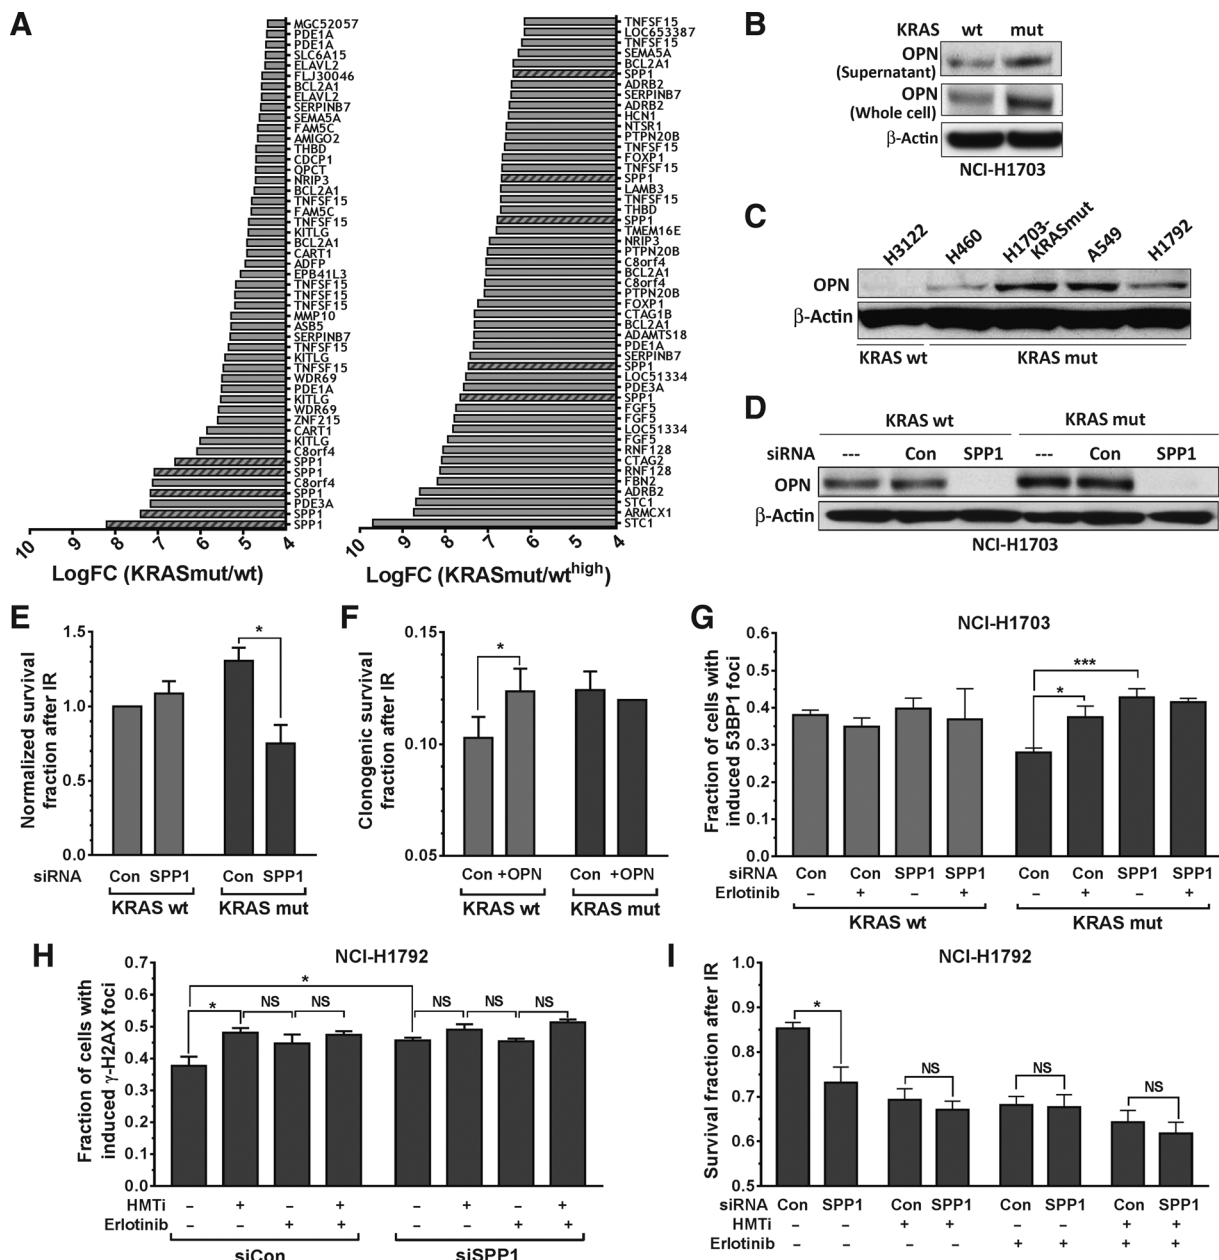 A
MGC52057
PDE1A
PDE1A
SLC6A15
ELAVL2
FLJ30046
BCL2A1
ELAVL2
SERPINB7
SEMA5A
FAM5C
AMIGO2
THBD
CDCP1
QPCT
NRIP3
BCL2A1
TNFSF15
FAM5C
TNFSF15
KITLG
BCL2A1
CART1
ADFP
EPB41L3
TNFSF15
TNFSF15
TNFSF15
MMP10
ASB5
SERPINB7
TNFSF15
KITLG
TNFSF15
WDR69
PDE1A
KITLG
WDR69
ZNF215
CART1
KITLG
C8orf4
SPP1
SPP1
C8orf4
SPP1
PDE3A
SPP1
SPP1
10 9 8 7 6 5 4
LogFC (KRASmut/wt)
TNFSF15
LOC653387
TNFSF15
SEMA5A
BCL2A1
SPP1
ADRB2
SERPINB7
ADRB2
HCN1
NTSR1
PTPN20B
TNFSF15
FOXP1
TNFSF15
SPP1
LAMB3
TNFSF15
THBD
SPP1
TMEM16E
NRIP3
PTPN20B
C8orf4
BCL2A1
C8orf4
PTPN20B
FOXP1
CTAG1B
BCL2A1
ADAMTS18
PDE1A
SERPINB7
SPP1
LOC51334
PDE3A
SPP1
FGF5
FGF5
LOC51334
FGF5
RNF128
CTAG2
RNF128
FBN2
ADRB2
STC1
ARMCX1
STC1
10 9 8 7 6 5 4
LogFC (KRASmut/wthigh)
B
KRAS wt mut
OPN
(Supernatant)
OPN
(Whole cell)
β-Actin
NCI-H1703
C
H3122 H460 H1703-KRASmut A549 H1792
OPN
β-Actin
KRAS wt KRAS mut
D
KRAS wt KRAS mut
siRNA --- Con SPP1 --- Con SPP1
OPN
β-Actin
NCI-H1703
E
Normalized survival
fraction after IR
1.5
1.0
0.5
0.0
*
siRNA Con SPP1 Con SPP1
KRAS wt KRAS mut
F
Clonogenic survival
fraction after IR
0.15
0.10
0.05
*
Con +OPN Con +OPN
KRAS wt KRAS mut
G
NCI-H1703
Fraction of cells with
induced 53BP1 foci
0.6
0.5
0.4
0.3
0.2
0.1
0.0
***
*
siRNA Con Con SPP1 SPP1 Con Con SPP1 SPP1
Erlotinib – + – + – + – +
KRAS wt KRAS mut
H
NCI-H1792
Fraction of cells with
induced γ-H2AX foci
0.7
0.6
0.5
0.4
0.3
0.2
0.1
0.0
*
* NS NS NS NS NS
HMTi – + – + – + – +
Erlotinib – – + + – – + +
siCon siSPP1
I
NCI-H1792
Survival fraction after IR
1.0
0.9
0.8
0.7
0.6
0.5
* NS NS NS
siRNA Con SPP1 Con SPP1 Con SPP1 Con SPP1
HMTi – – + + – – + +
Erlotinib – – – – + + + +